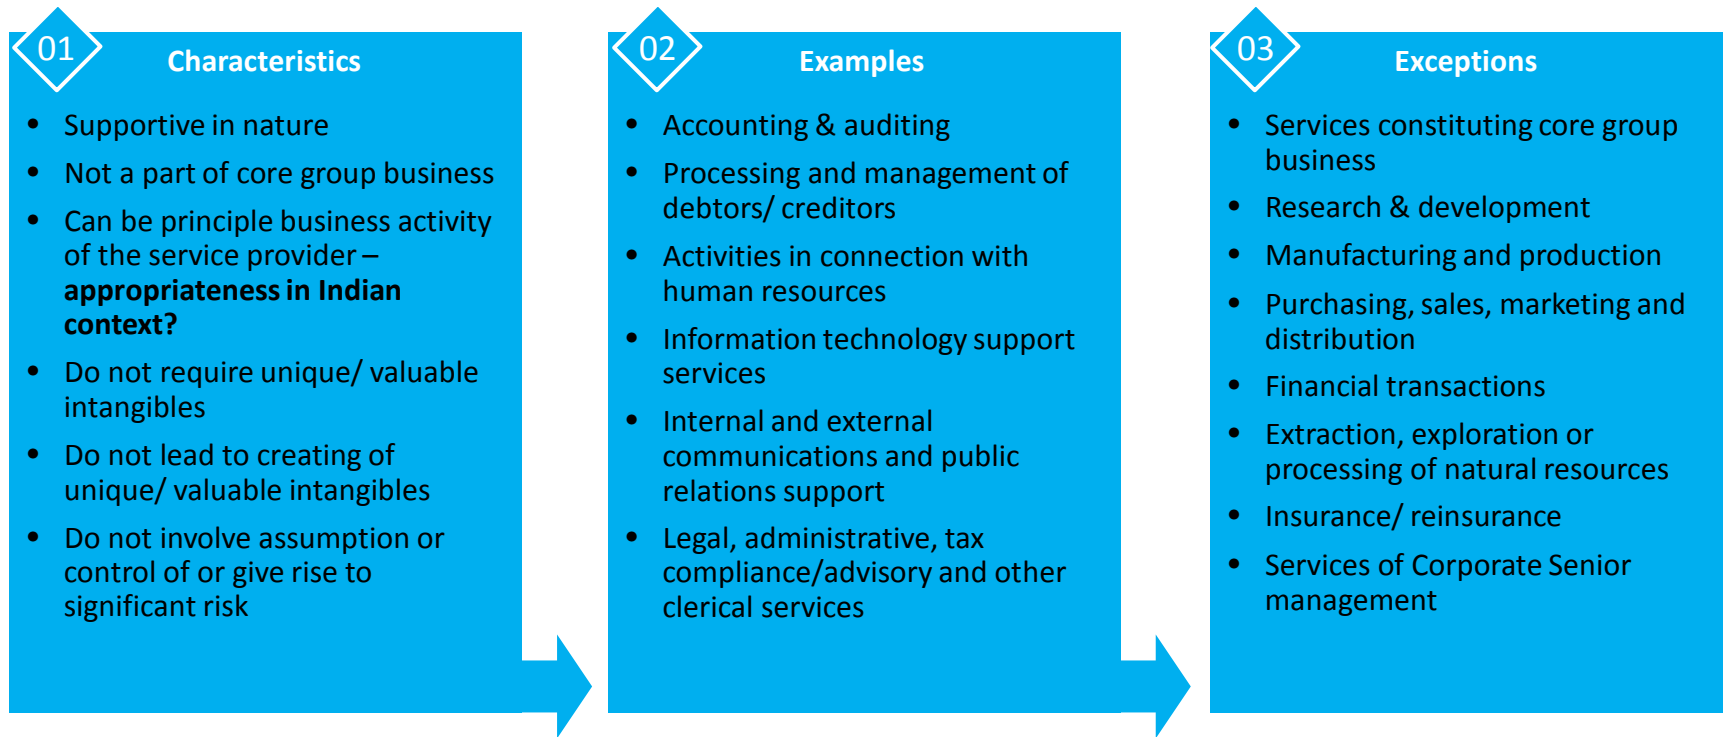 01
Characteristics
• Supportive in nature
• Not a part of core group business
• Can be principle business activity
of the service provider –
appropriateness in Indian
context?
• Do not require unique/ valuable
intangibles
• Do not lead to creating of
unique/ valuable intangibles
• Do not involve assumption or
control of or give rise to
significant risk
02
Examples
• Accounting & auditing
• Processing and management of
debtors/ creditors
• Activities in connection with
human resources
• Information technology support
services
• Internal and external
communications and public
relations support
• Legal, administrative, tax
compliance/advisory and other
clerical services
03
Exceptions
• Services constituting core group
business
• Research & development
• Manufacturing and production
• Purchasing, sales, marketing and
distribution
• Financial transactions
• Extraction, exploration or
processing of natural resources
• Insurance/ reinsurance
• Services of Corporate Senior
management